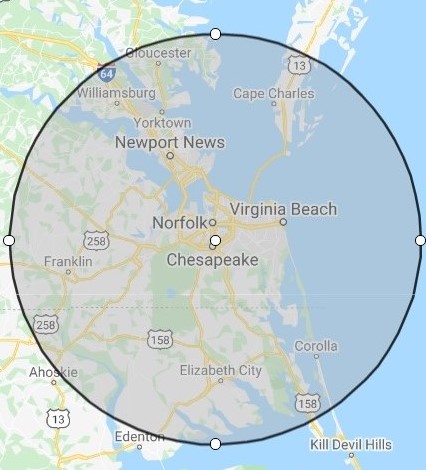 Gloucester
13
64
Williamsburg
Cape Charles
Yorktown
Newport News
Norfolk
Virginia Beach
258
Chesapeake
Franklin
258
158
Corolla
Ahoskie
Elizabeth City
158
13
Edenton
Kill Devil Hills